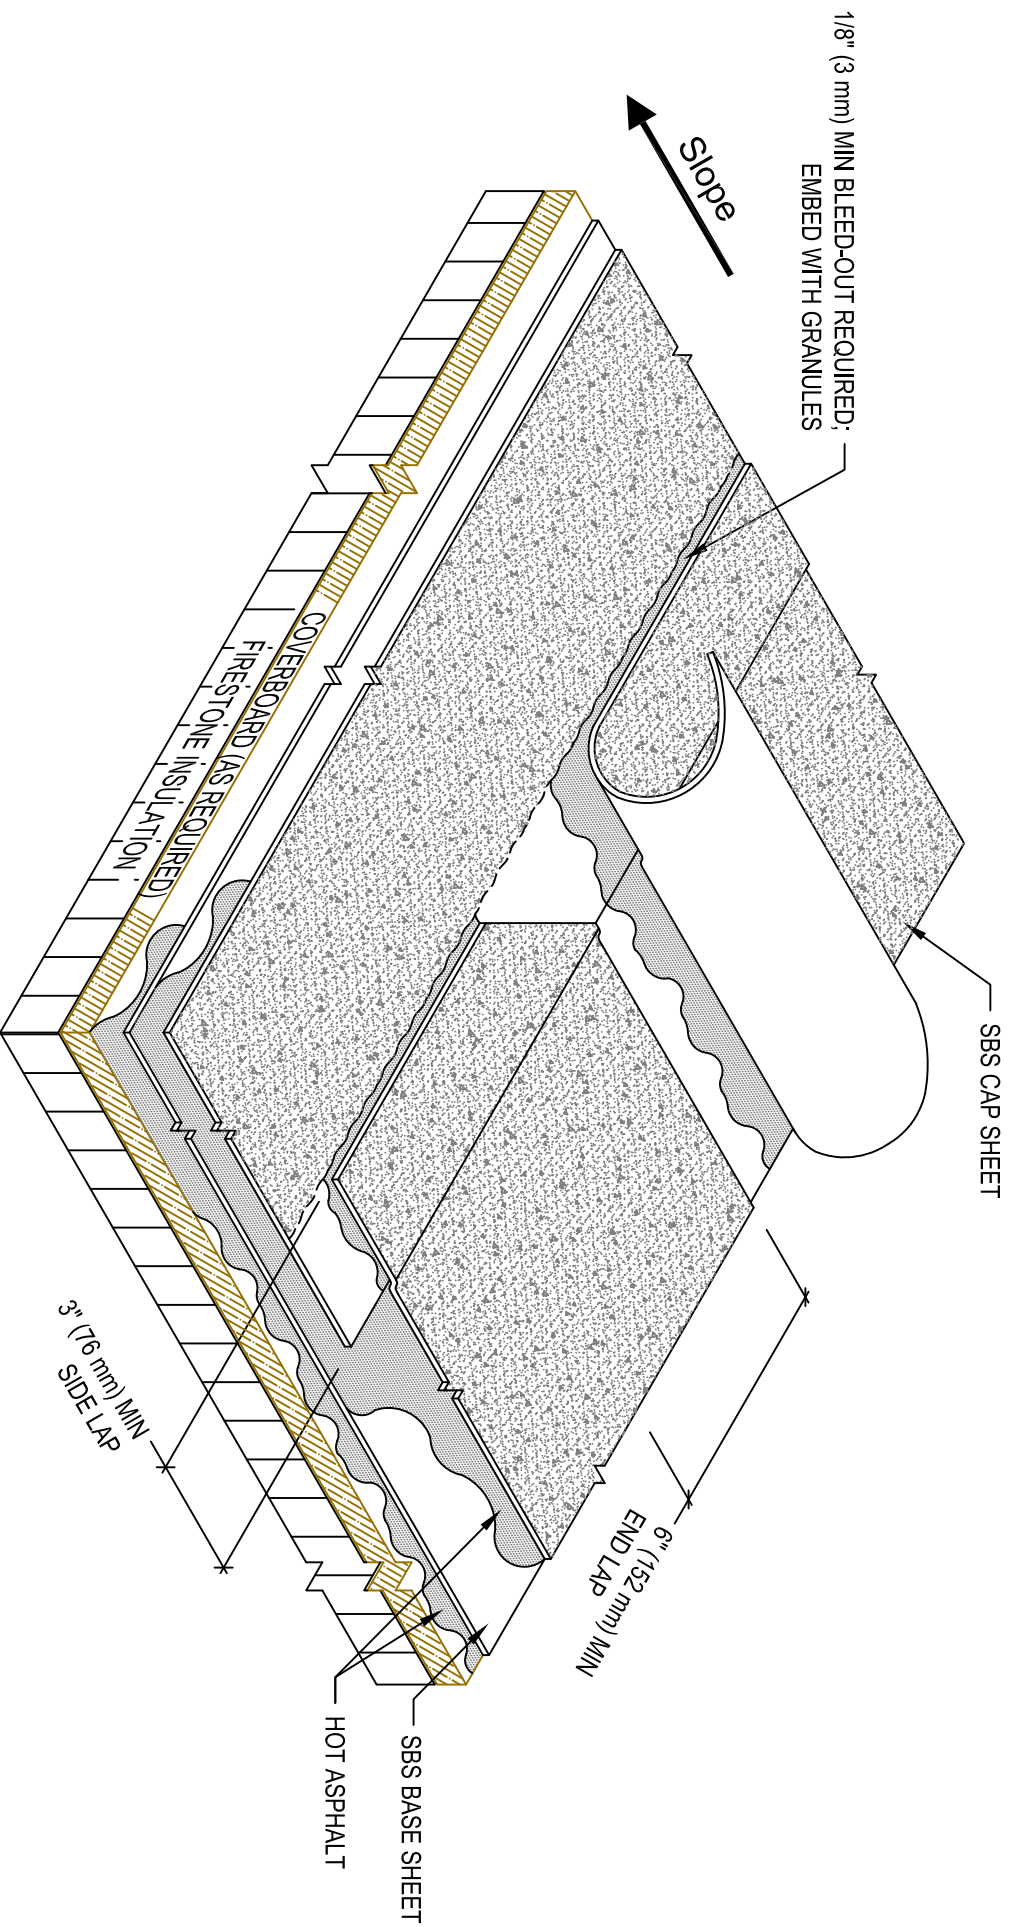 1/8" (3 mm) MIN BLEED-OUT REQUIRED;
EMBED WITH GRANULES
Slope
SBS CAP SHEET
COVERBOARD (AS REQUIRED)
FIRESTONE INSULATION
6" (152 mm) MIN
END LAP
3" (76 mm) MIN
SIDE LAP
SBS BASE SHEET
HOT ASPHALT